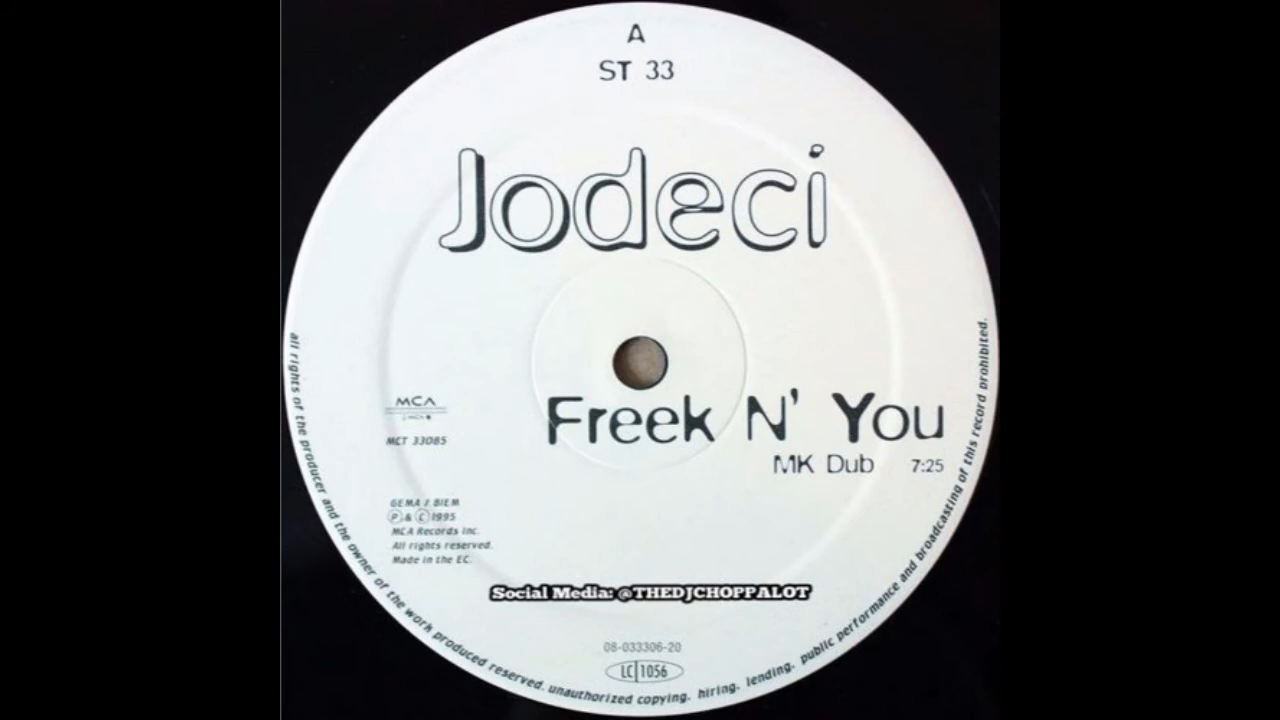 A
ST 33
Jodeci
Freek N' You
MK Dub 7:25
MCA
MCT 33085
GEMA / BIEM
P & C 1995
MCA Records Inc.
All rights reserved.
Made in the EC.
Social Media: @THEDJCHOPPALOT
08-033306-20
LC 1056
all rights of the producer and the owner of the work produced reserved. unauthorized copying. hiring. lending. public performance and broadcasting of this record prohibited.